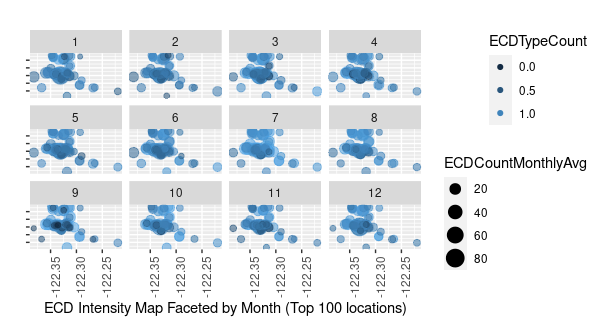 1 2 3 4
5 6 7 8
9 10 11 12
-122.35 -122.30 -122.25 -122.35 -122.30 -122.25 -122.35 -122.30 -122.25 -122.35 -122.30 -122.25
ECD Intensity Map Faceted by Month (Top 100 locations)
ECDTypeCount
0.0
0.5
1.0
ECDCountMonthlyAvg
20
40
60
80